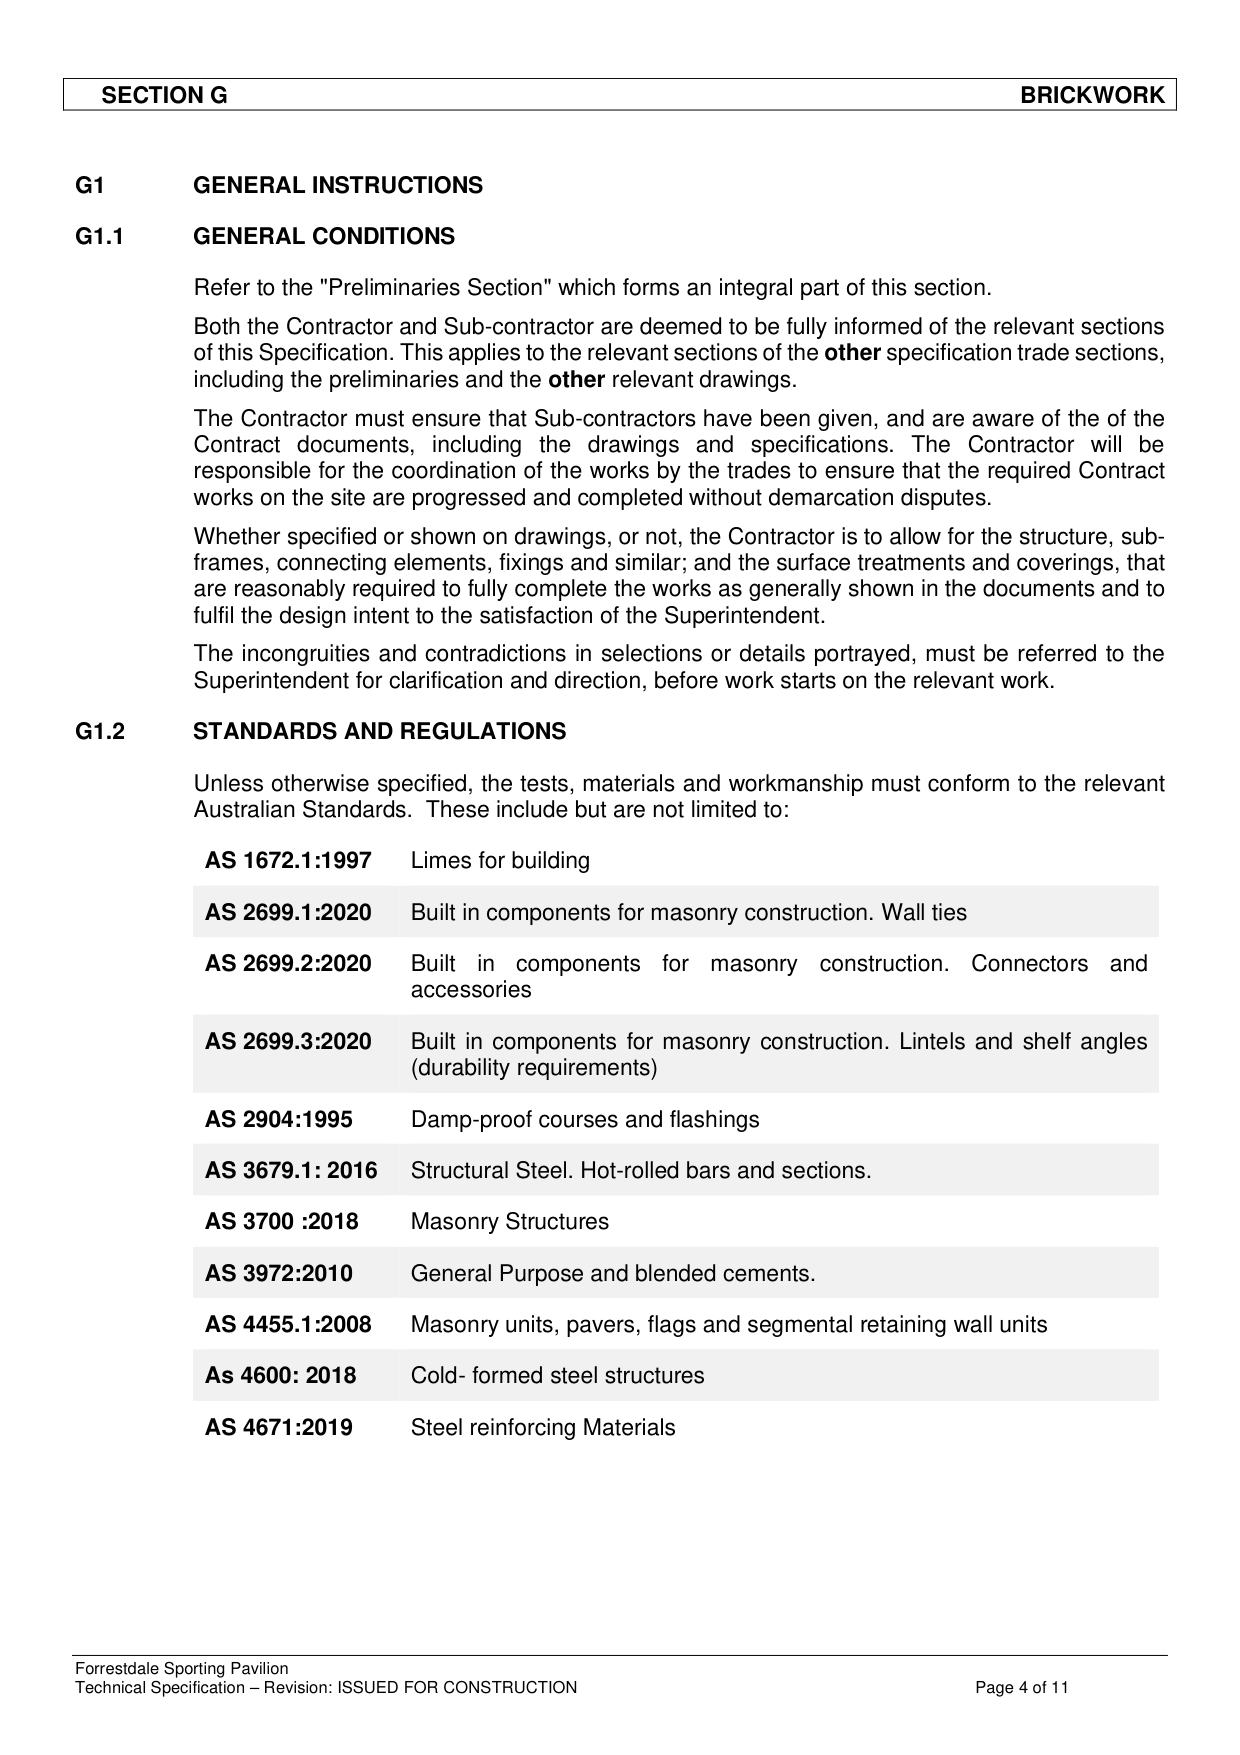 SECTION G BRICKWORK
G1 GENERAL INSTRUCTIONS
G1.1 GENERAL CONDITIONS
Refer to the "Preliminaries Section" which forms an integral part of this section.
Both the Contractor and Sub-contractor are deemed to be fully informed of the relevant sections
of this Specification. This applies to the relevant sections of the other specification trade sections,
including the preliminaries and the other relevant drawings.
The Contractor must ensure that Sub-contractors have been given, and are aware of the of the
Contract documents, including the drawings and specifications. The Contractor will be
responsible for the coordination of the works by the trades to ensure that the required Contract
works on the site are progressed and completed without demarcation disputes.
Whether specified or shown on drawings, or not, the Contractor is to allow for the structure, sub-
frames, connecting elements, fixings and similar; and the surface treatments and coverings, that
are reasonably required to fully complete the works as generally shown in the documents and to
fulfil the design intent to the satisfaction of the Superintendent.
The incongruities and contradictions in selections or details portrayed, must be referred to the
Superintendent for clarification and direction, before work starts on the relevant work.
G1.2 STANDARDS AND REGULATIONS
Unless otherwise specified, the tests, materials and workmanship must conform to the relevant
Australian Standards.  These include but are not limited to:
AS 1672.1:1997 Limes for building
AS 2699.1:2020 Built in components for masonry construction. Wall ties
AS 2699.2:2020 Built in components for masonry construction. Connectors and
accessories
AS 2699.3:2020 Built in components for masonry construction. Lintels and shelf angles
(durability requirements)
AS 2904:1995 Damp-proof courses and flashings
AS 3679.1: 2016 Structural Steel. Hot-rolled bars and sections.
AS 3700 :2018 Masonry Structures
AS 3972:2010 General Purpose and blended cements.
AS 4455.1:2008 Masonry units, pavers, flags and segmental retaining wall units
As 4600: 2018 Cold- formed steel structures
AS 4671:2019 Steel reinforcing Materials
Forrestdale Sporting Pavilion
Technical Specification – Revision: ISSUED FOR CONSTRUCTION Page 4 of 11